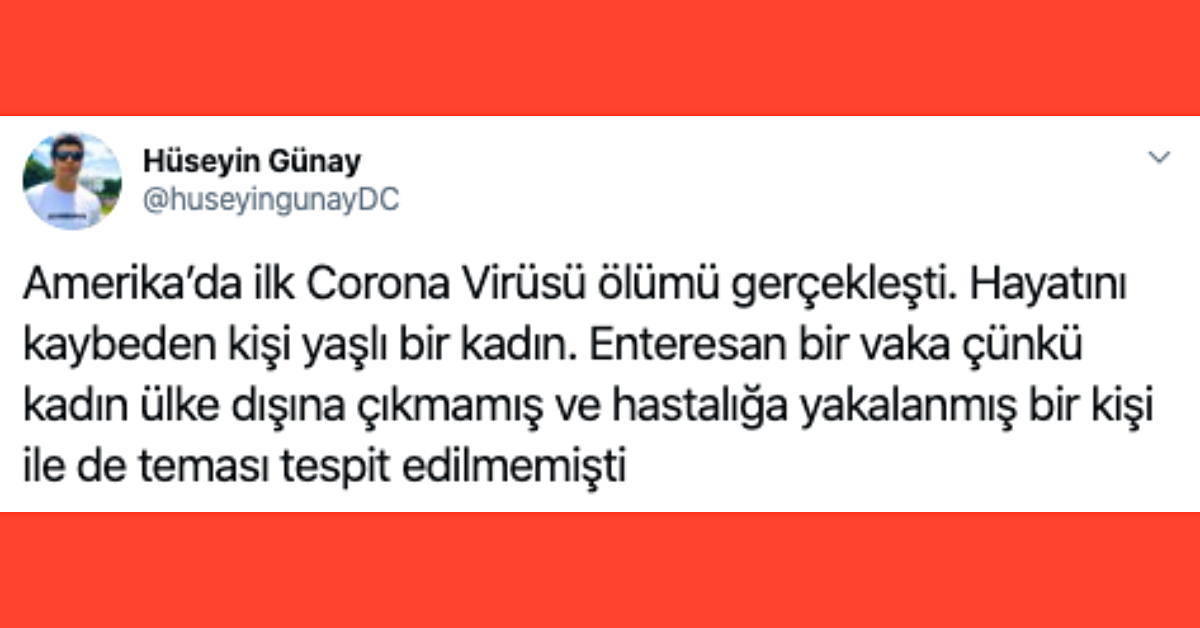 Hüseyin Günay
@huseyingunayDC
Amerika’da ilk Corona Virüsü ölümü gerçekleşti. Hayatını
kaybeden kişi yaşlı bir kadın. Enteresan bir vaka çünkü
kadın ülke dışına çıkmamış ve hastalığa yakalanmış bir kişi
ile de teması tespit edilmemişti